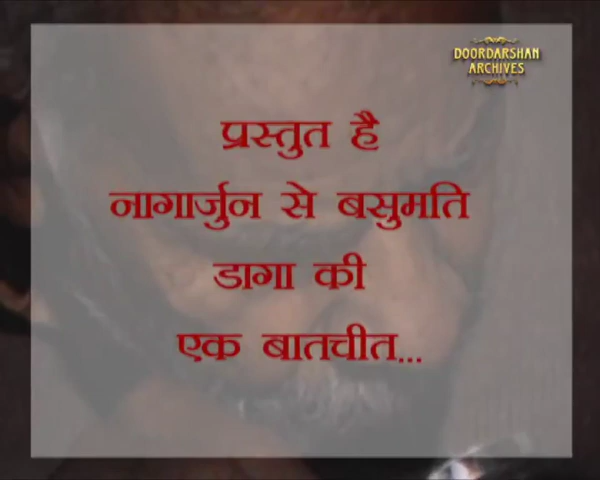 DOORDARSHAN
ARCHIVES
प्रस्तुत है
नागार्जुन से बसुमति
डागा की
एक बातचीत...